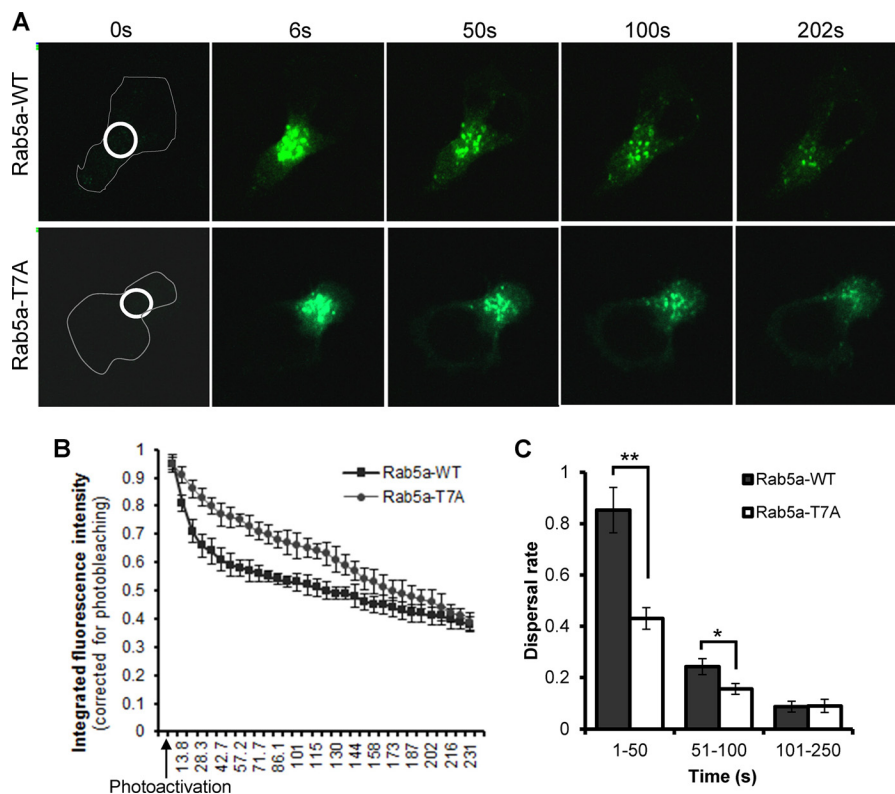 A
0s 6s 50s 100s 202s
Rab5a-WT
Rab5a-T7A
B
Integrated fluorescence intensity
(corrected for photobleaching)
1
0.9
0.8
0.7
0.6
0.5
0.4
0.3
0.2
0.1
0
Rab5a-WT
Rab5a-T7A
13.8 28.3 42.7 57.2 71.7 86.1 101 115 130 144 158 173 187 202 216 231
Photoactivation
C
Dispersal rate
1
0.8
0.6
0.4
0.2
0
**
*
Rab5a-WT
Rab5a-T7A
1-50 51-100 101-250
Time (s)